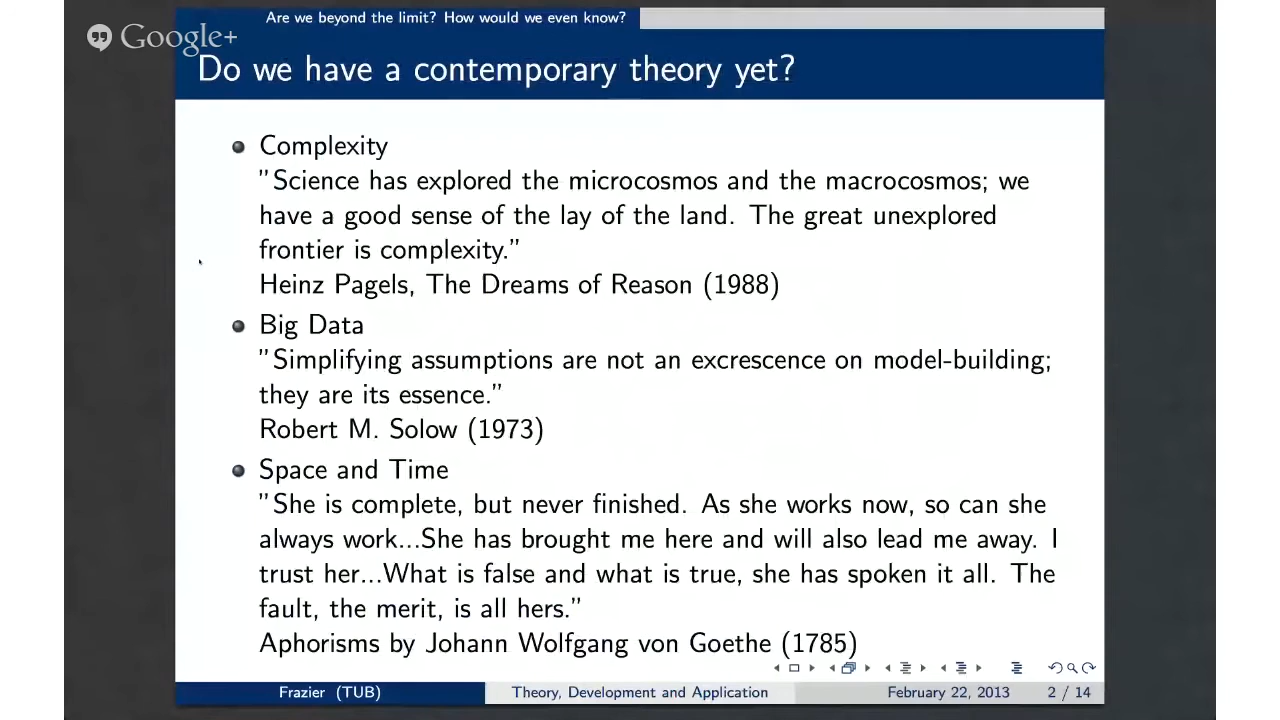 Are we beyond the limit? How would we even know?
Google+
Do we have a contemporary theory yet?
Complexity
"Science has explored the microcosmos and the macrocosmos; we
have a good sense of the lay of the land. The great unexplored
frontier is complexity."
Heinz Pagels, The Dreams of Reason (1988)
Big Data
"Simplifying assumptions are not an excrescence on model-building;
they are its essence."
Robert M. Solow (1973)
Space and Time
"She is complete, but never finished. As she works now, so can she
always work...She has brought me here and will also lead me away. I
trust her...What is false and what is true, she has spoken it all. The
fault, the merit, is all hers."
Aphorisms by Johann Wolfgang von Goethe (1785)
Frazier (TUB) Theory, Development and Application February 22, 2013 2 / 14